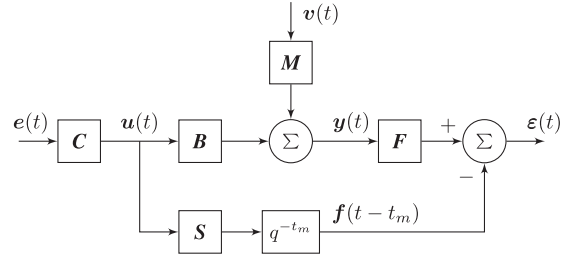 v(t)
M
e(t) C u(t) B Σ y(t) F + Σ ε(t)
−
S q^{-t_m} f(t − t_m)